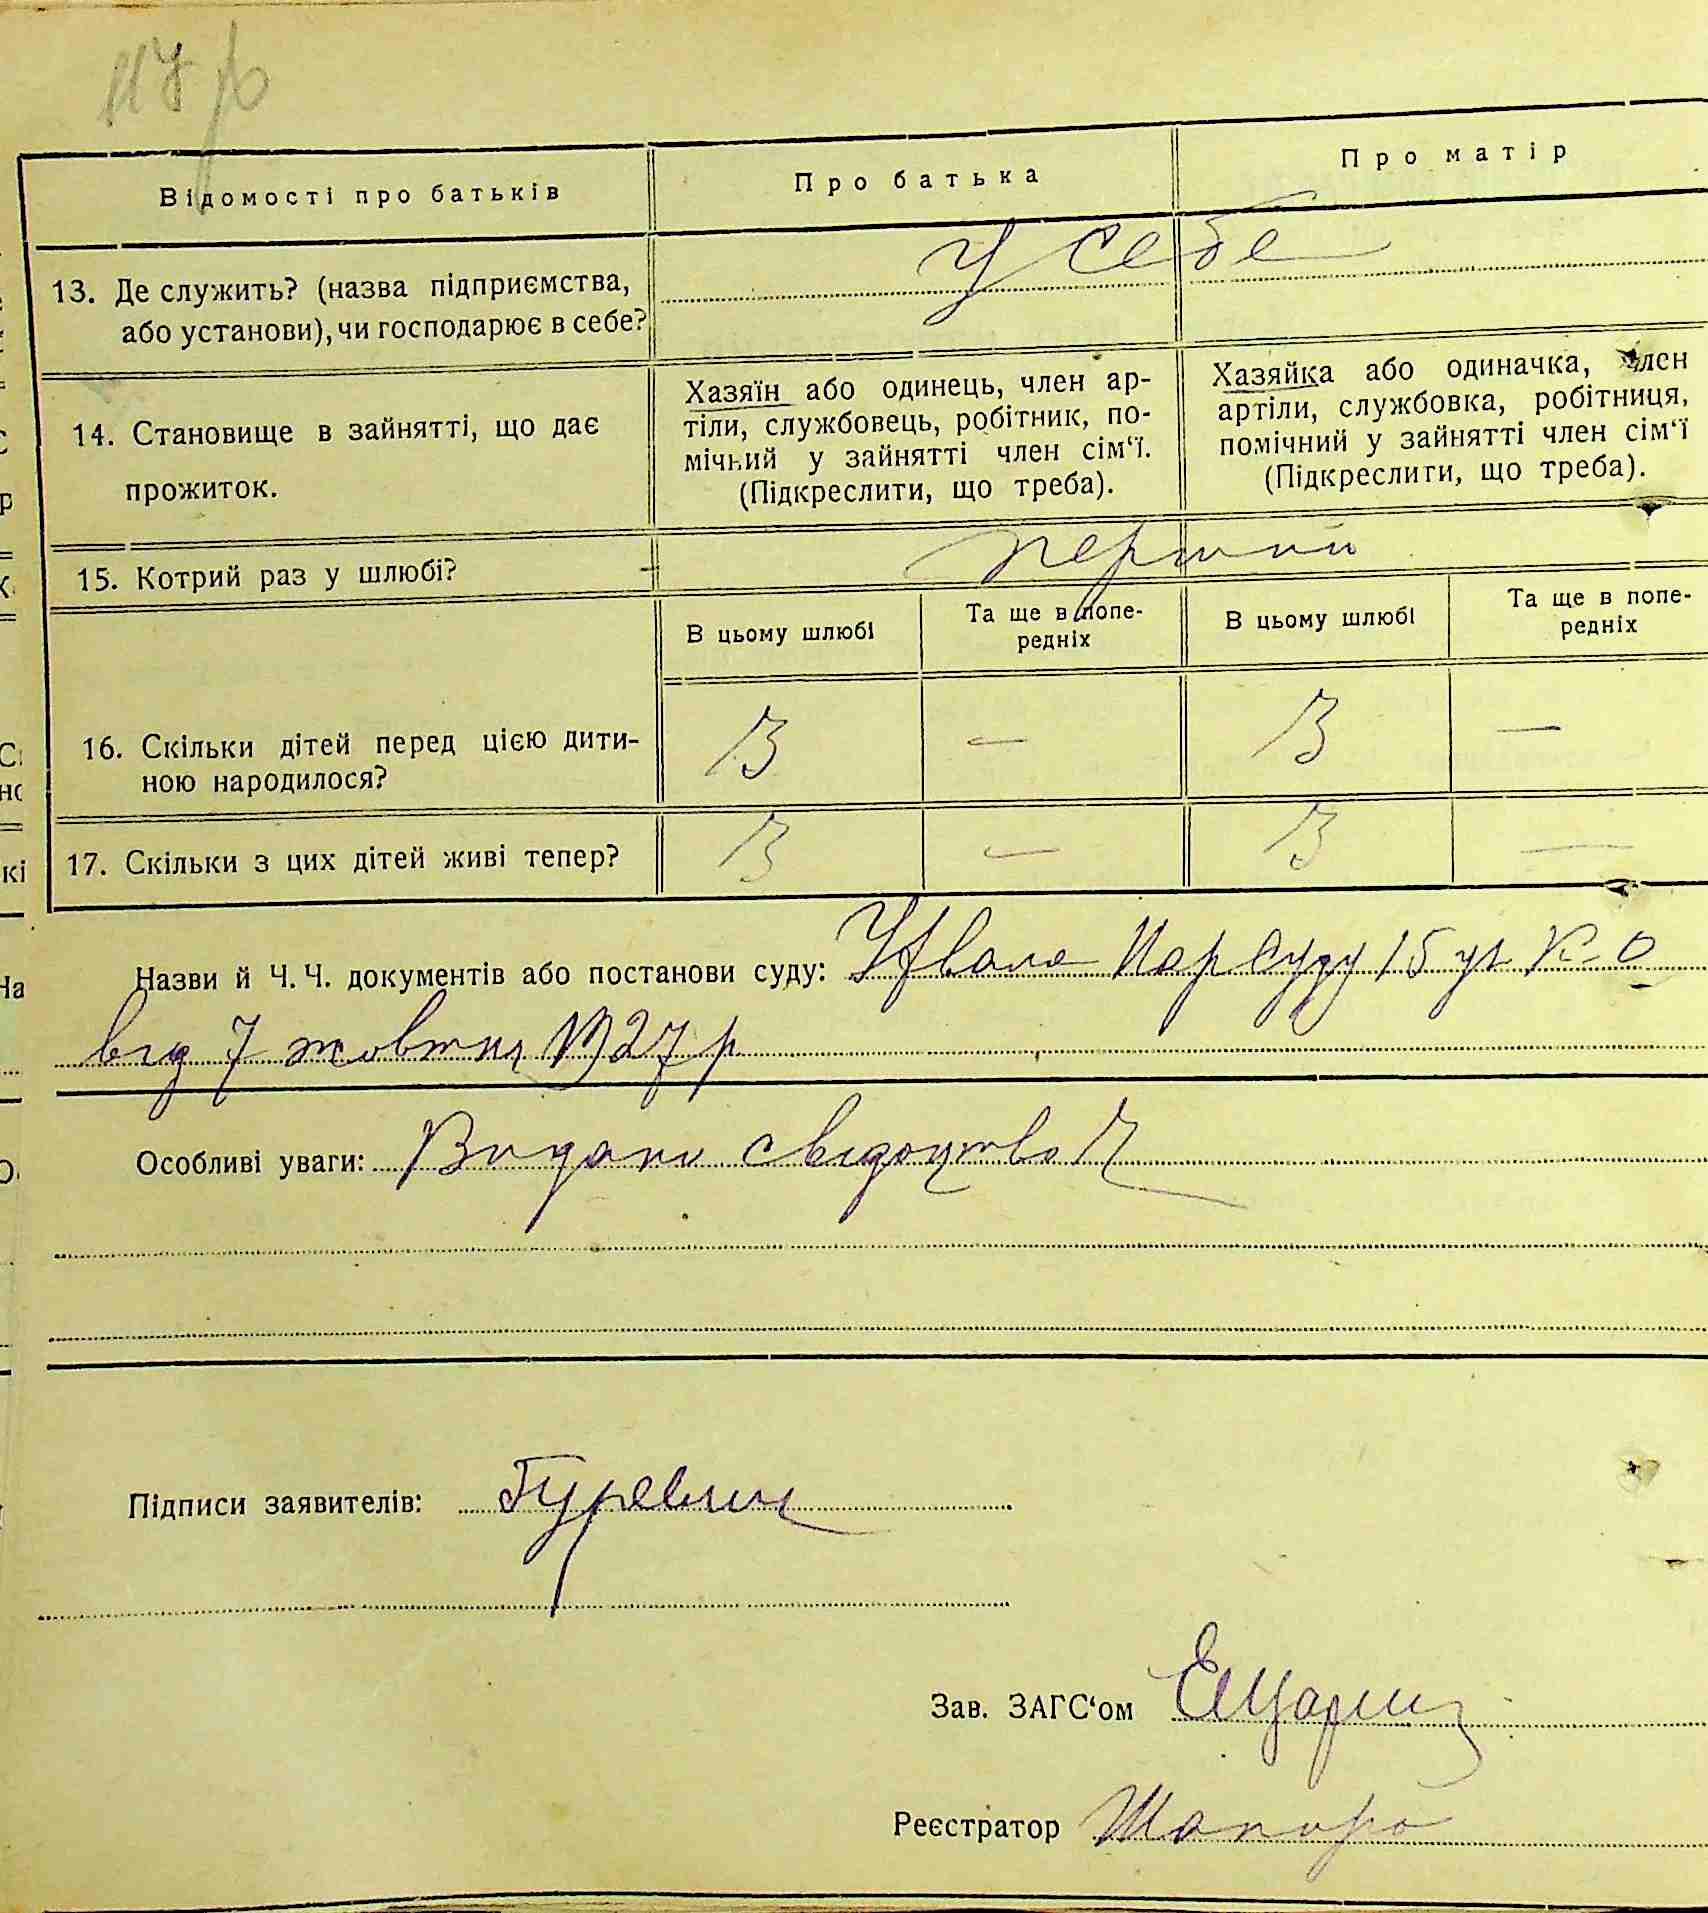 117
Відомості про батьків
Про батька
Про матір
13. Де служить? (назва підприємства,
або установи), чи господарює в себе?
У себе
14. Становище в зайнятті, що дає
прожиток.
Хазяїн або одинець, член ар-
тіли, службовець, робітник, по-
мічний у зайнятті член сім‘ї.
(Підкреслити, що треба).
Хазяйка або одиначка, член
артіли, службовка, робітниця,
помічний у зайнятті член сім‘ї
(Підкреслити, що треба).
15. Котрий раз у шлюбі?
перший
В цьому шлюбі
Та ще в попе-
редніх
В цьому шлюбі
Та ще в попе-
редніх
16. Скільки дітей перед цією дити-
ною народилося?
3 — 3 —
17. Скільки з цих дітей живі тепер?
3 — 3 —
Назви й Ч. Ч. документів або постанови суду: Ухвала Нарсуду 15 К-
від 7 жовтня 1927 р
Особливі уваги: Видано свідоцтво
Підписи заявителів: Гуревич
Зав. ЗАГС‘ом
Реєстратор Шапиро